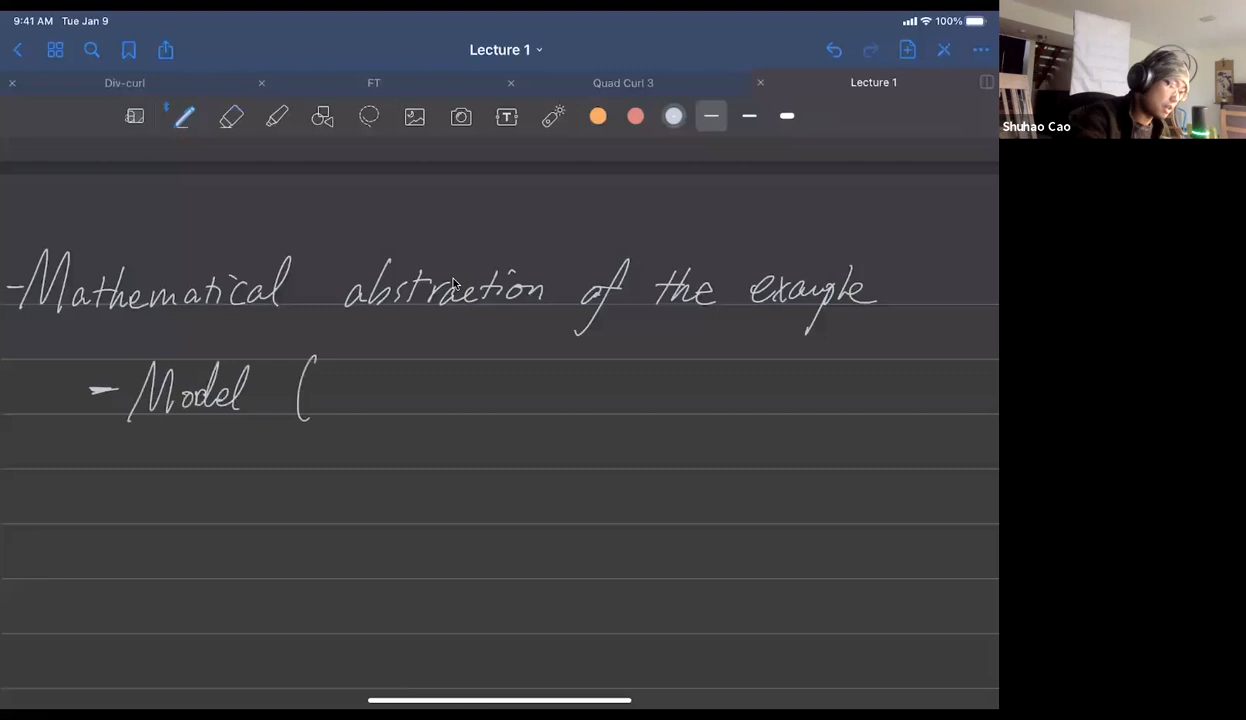 9:41 AM Tue Jan 9
100%
Lecture 1
Div-curl
FT
Quad Curl 3
Lecture 1
Shuhao Cao
-Mathematical abstraction of the example
- Model (